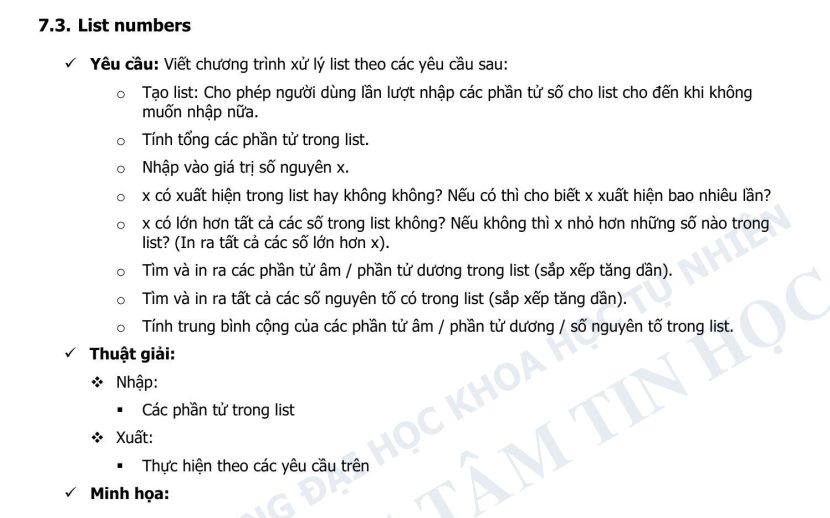 7.3. List numbers
✓ Yêu cầu: Viết chương trình xử lý list theo các yêu cầu sau:
o Tạo list: Cho phép người dùng lần lượt nhập các phần tử số cho list cho đến khi không
muốn nhập nữa.
o Tính tổng các phần tử trong list.
o Nhập vào giá trị số nguyên x.
o x có xuất hiện trong list hay không không? Nếu có thì cho biết x xuất hiện bao nhiêu lần?
o x có lớn hơn tất cả các số trong list không? Nếu không thì x nhỏ hơn những số nào trong
list? (In ra tất cả các số lớn hơn x).
o Tìm và in ra các phần tử âm / phần tử dương trong list (sắp xếp tăng dần).
o Tìm và in ra tất cả các số nguyên tố có trong list (sắp xếp tăng dần).
o Tính trung bình cộng của các phần tử âm / phần tử dương / số nguyên tố trong list.
✓ Thuật giải:
❖ Nhập:
▪ Các phần tử trong list
❖ Xuất:
▪ Thực hiện theo các yêu cầu trên
✓ Minh họa:
ĐẠI HỌC KHOA HỌC TỰ NHIÊN
TÂM TIN HỌC